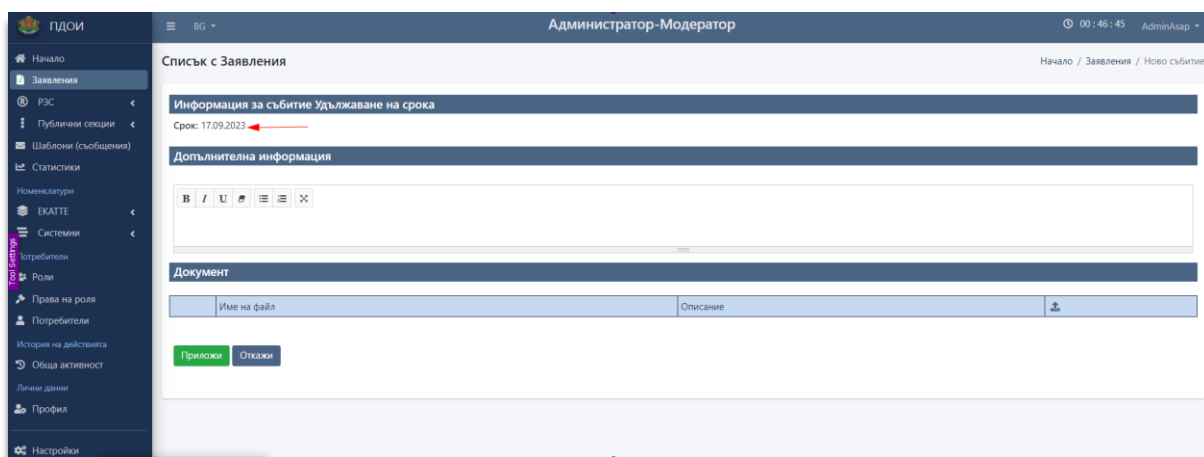 ПДОИ
BG
Администратор-Модератор
00:46:45
AdminAsap
Начало
Заявления
РЗС
Публични секции
Шаблони (съобщения)
Статистики
Номенклатури
ЕКАТТЕ
Системни
Потребители
Роли
Права на роля
Потребители
История на действията
Обща активност
Лични данни
Профил
Настройки
Tool Settings
Списък с Заявления
Начало / Заявления / Ново събитие
Информация за събитие Удължаване на срока
Срок: 17.09.2023
Допълнителна информация
B I U
Документ
Име на файл
Описание
Приложи
Откажи